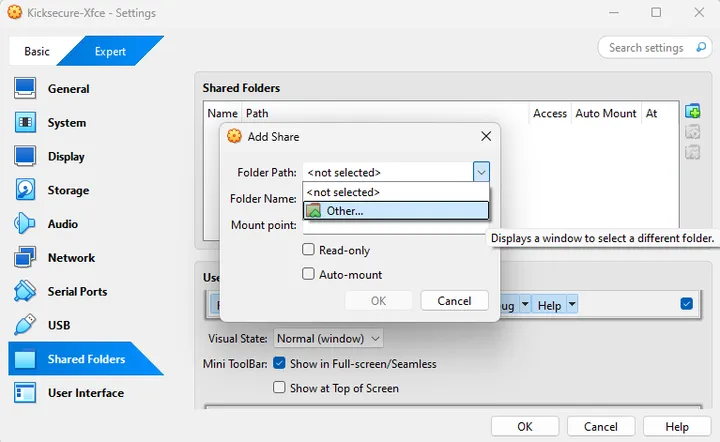 Kicksecure-Xfce - Settings
Basic
Expert
Search settings
General
System
Display
Storage
Audio
Network
Serial Ports
USB
Shared Folders
User Interface
Shared Folders
Name Path Access Auto Mount At
Add Share
Folder Path: <not selected>
<not selected>
Folder Name:
Other...
Mount point:
Displays a window to select a different folder.
Read-only
Auto-mount
OK Cancel
Help
Visual State: Normal (window)
Mini ToolBar: Show in Full-screen/Seamless
Show at Top of Screen
OK Cancel Help